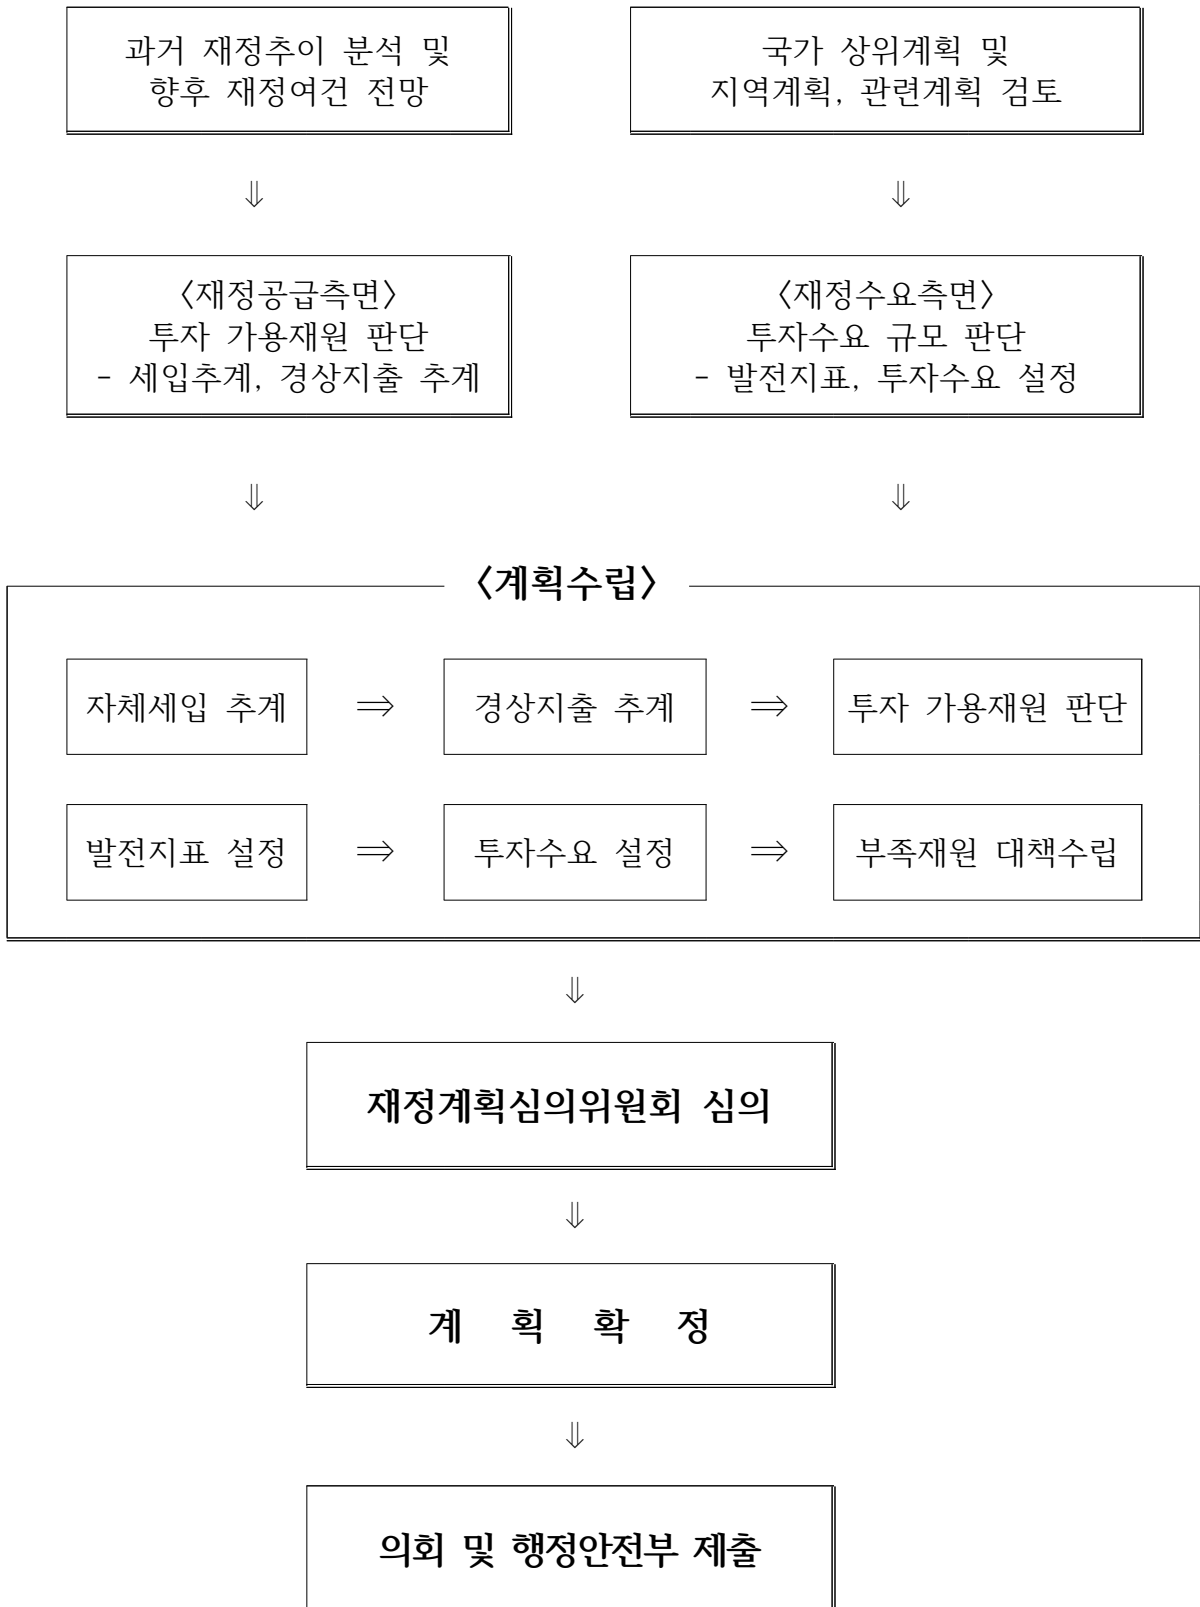 과거 재정추이 분석 및
향후 재정여건 전망
국가 상위계획 및
지역계획, 관련계획 검토
⇓
⇓
〈재정공급측면〉
투자 가용재원 판단
- 세입추계, 경상지출 추계
〈재정수요측면〉
투자수요 규모 판단
- 발전지표, 투자수요 설정
⇓
⇓
〈계획수립〉
자체세입 추계 ⇒ 경상지출 추계 ⇒ 투자 가용재원 판단
발전지표 설정 ⇒ 투자수요 설정 ⇒ 부족재원 대책수립
⇓
재정계획심의위원회 심의
⇓
계 획 확 정
⇓
의회 및 행정안전부 제출